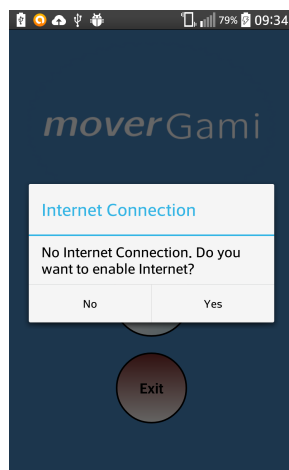 79% 09:34
moverGami
Internet Connection
No Internet Connection. Do you
want to enable Internet?
No Yes
Exit